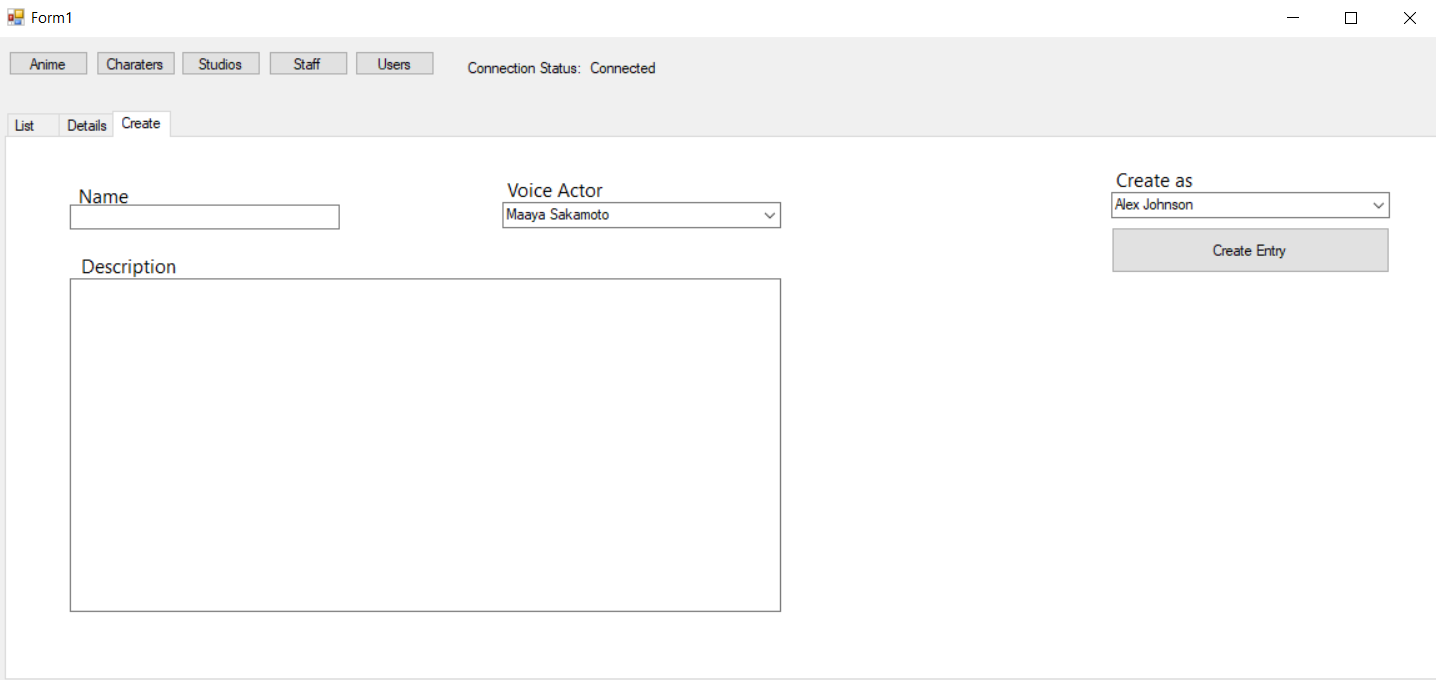 Form1
Anime Charaters Studios Staff Users Connection Status: Connected
List Details Create
Name
Voice Actor
Maaya Sakamoto
Create as
Alex Johnson
Create Entry
Description